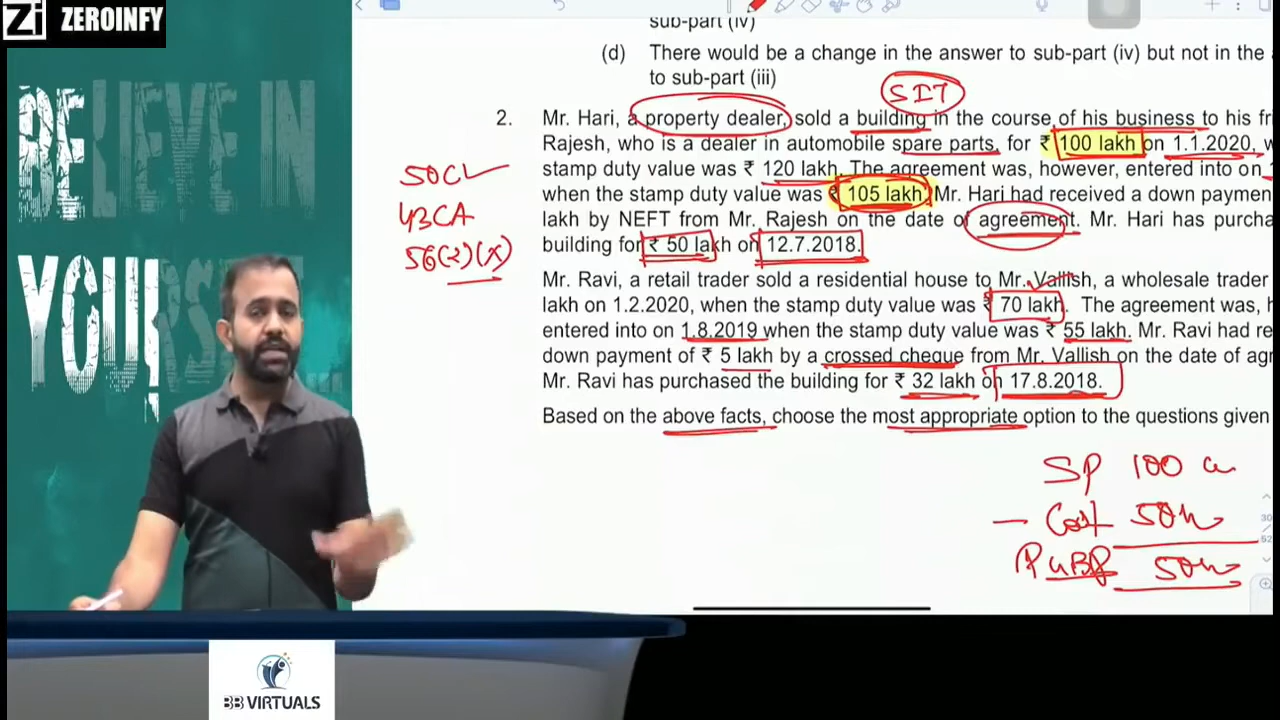 Zi ZEROINFY
BELIEVE IN
YOURSELF
sub-part (iv)
(d) There would be a change in the answer to sub-part (iv) but not in the
to sub-part (iii)
SIT
2. Mr. Hari, a property dealer, sold a building in the course of his business to his
Rajesh, who is a dealer in automobile spare parts, for ₹ 100 lakh on 1.1.2020,
stamp duty value was ₹ 120 lakh. The agreement was, however, entered into on
when the stamp duty value was ₹ 105 lakh. Mr. Hari had received a down payment
lakh by NEFT from Mr. Rajesh on the date of agreement. Mr. Hari has
building for ₹ 50 lakh on 12.7.2018.
50CL
43CA
56(2)(x)
Mr. Ravi, a retail trader sold a residential house to Mr. Vallish, a wholesale trader
lakh on 1.2.2020, when the stamp duty value was ₹ 70 lakh. The agreement was,
entered into on 1.8.2019 when the stamp duty value was ₹ 55 lakh. Mr. Ravi had
down payment of ₹ 5 lakh by a crossed cheque from Mr. Vallish on the date of
Mr. Ravi has purchased the building for ₹ 32 lakh on 17.8.2018.
Based on the above facts, choose the most appropriate option to the questions given
SP 100
- Cost 50
PGBP 50
30
52
BB VIRTUALS